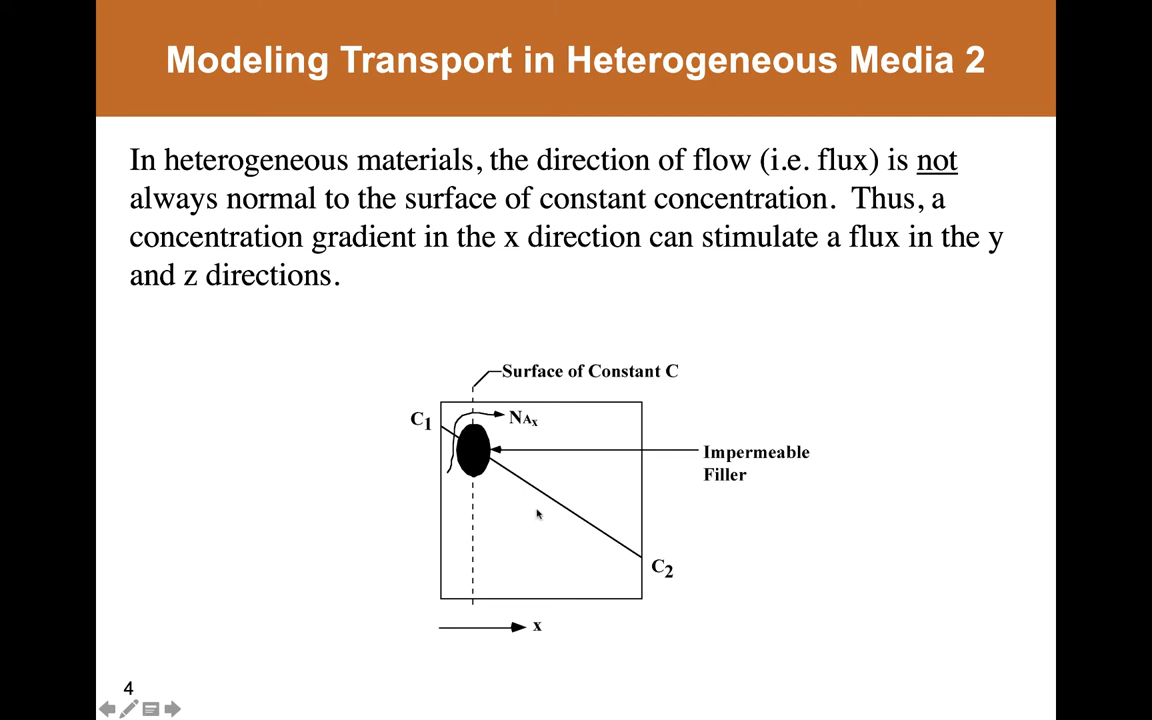 Modeling Transport in Heterogeneous Media 2
In heterogeneous materials, the direction of flow (i.e. flux) is not
always normal to the surface of constant concentration. Thus, a
concentration gradient in the x direction can stimulate a flux in the y
and z directions.
Surface of Constant C
C1
NAx
Impermeable
Filler
C2
x
4